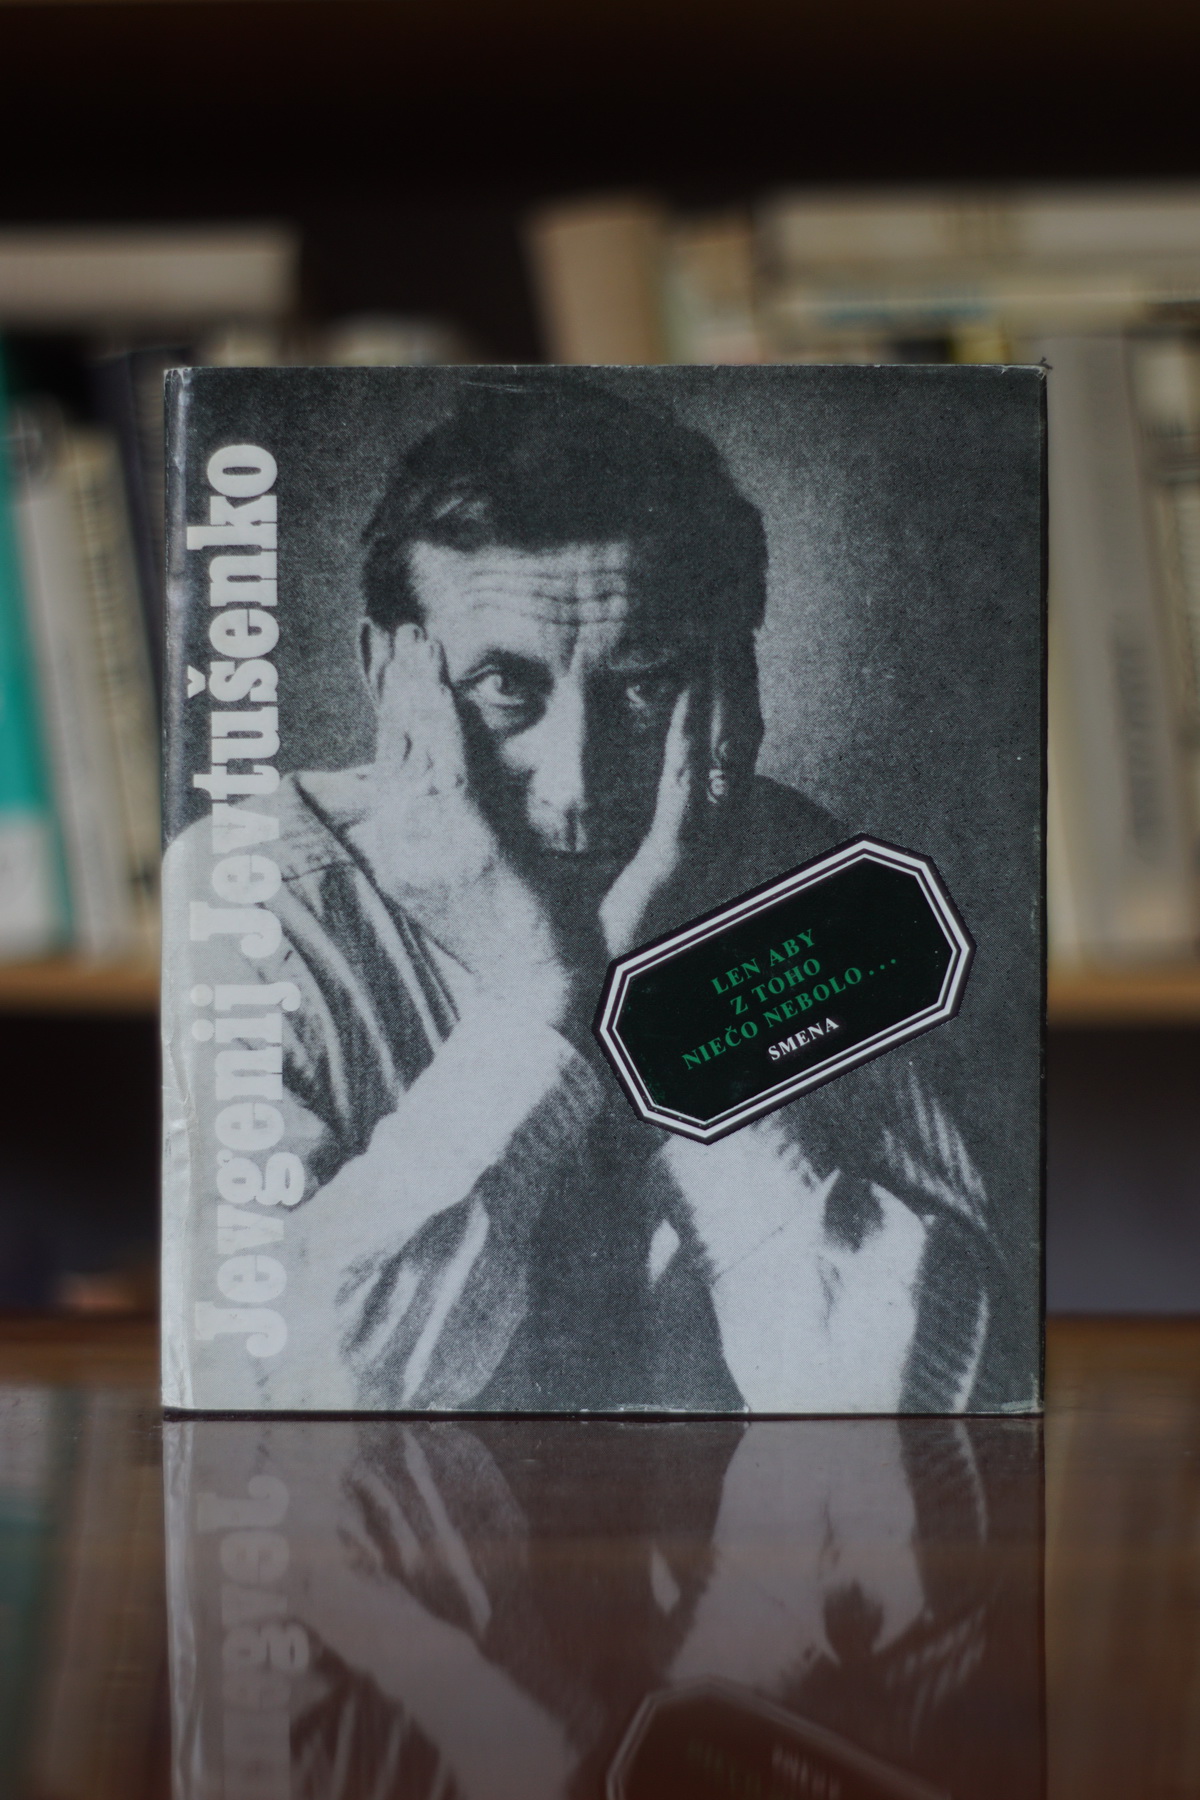 Jevgenij Jevtušenko
LEN ABY
Z TOHO
NIEČO NEBOLO...
SMENA